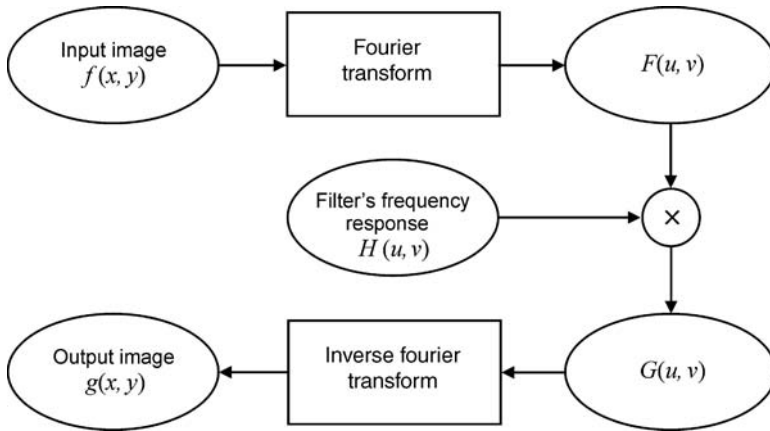 Input image
f(x, y)
Fourier
transform
F(u, v)
Filter's frequency
response
H (u, v)
×
Output image
g(x, y)
Inverse fourier
transform
G(u, v)